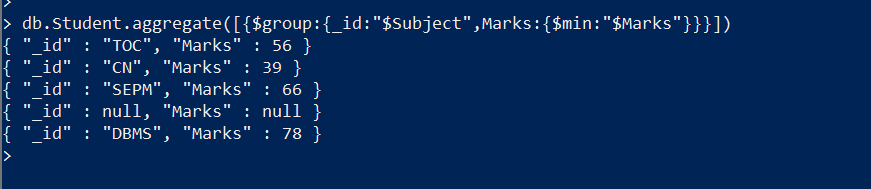 >
> db.Student.aggregate([{$group:{_id:"$Subject",Marks:{$min:"$Marks"}}}])
{ "_id" : "TOC", "Marks" : 56 }
{ "_id" : "CN", "Marks" : 39 }
{ "_id" : "SEPM", "Marks" : 66 }
{ "_id" : null, "Marks" : null }
{ "_id" : "DBMS", "Marks" : 78 }
>